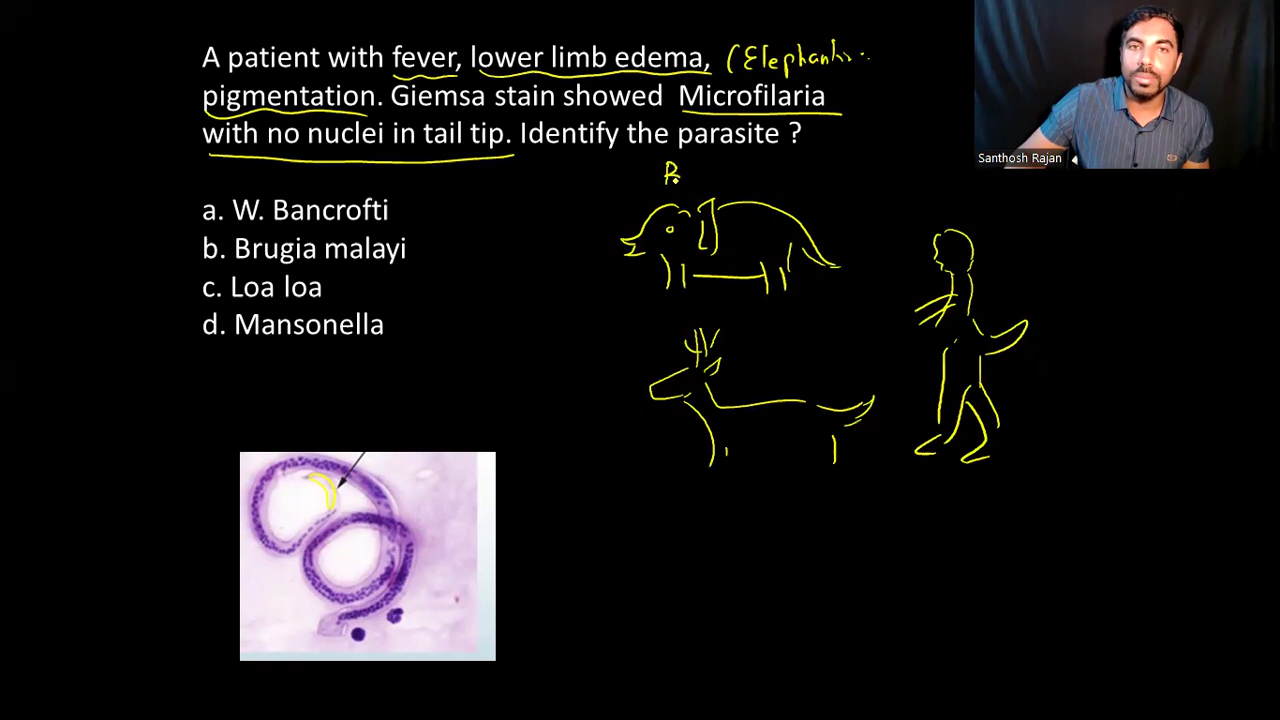 A patient with fever, lower limb edema, (Elephantis..
pigmentation. Giemsa stain showed Microfilaria
with no nuclei in tail tip. Identify the parasite ?
Santhosh Rajan
a. W. Bancrofti
b. Brugia malayi
c. Loa loa
d. Mansonella